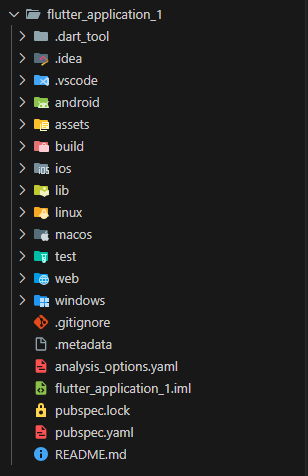 flutter_application_1
.dart_tool
.idea
.vscode
android
assets
build
ios
lib
linux
macos
test
web
windows
.gitignore
.metadata
analysis_options.yaml
flutter_application_1.iml
pubspec.lock
pubspec.yaml
README.md